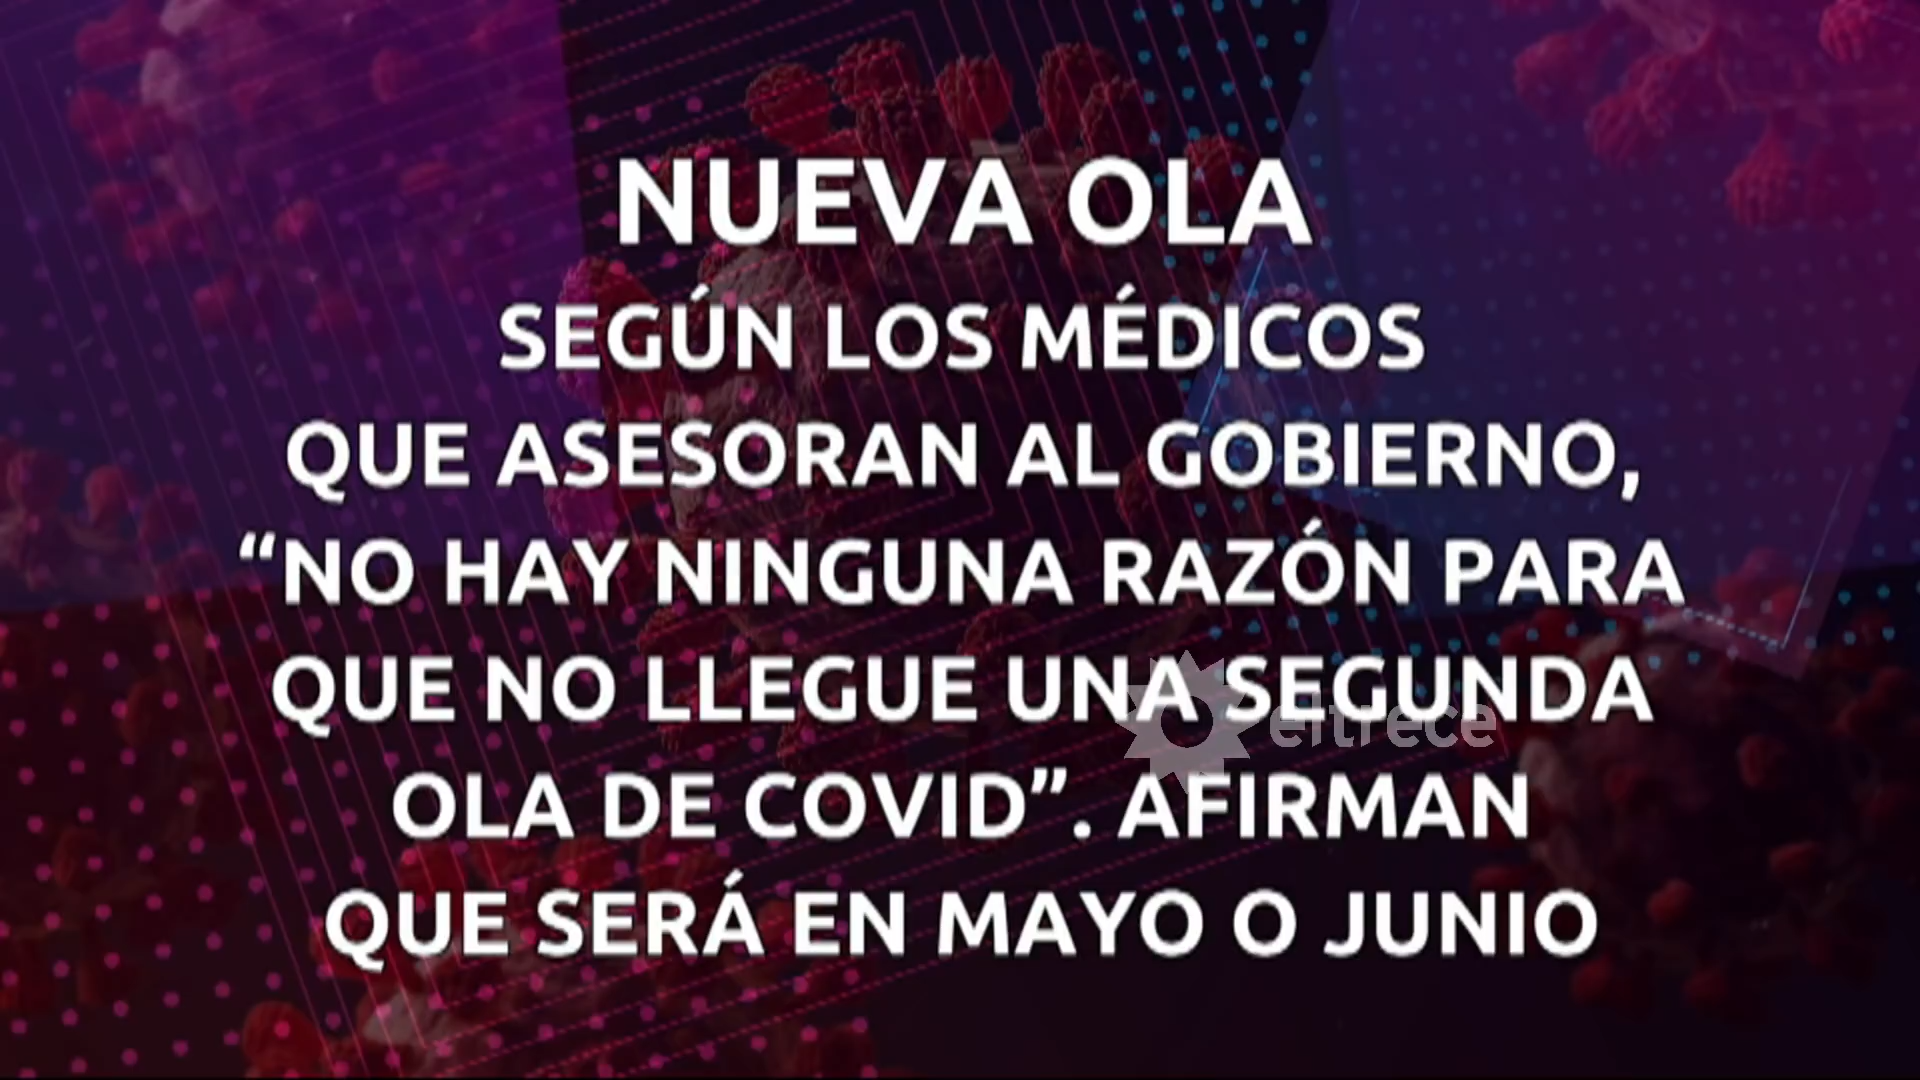 NUEVA OLA
SEGÚN LOS MÉDICOS
QUE ASESORAN AL GOBIERNO,
“NO HAY NINGUNA RAZÓN PARA
QUE NO LLEGUE UNA SEGUNDA
eltrece
OLA DE COVID”. AFIRMAN
QUE SERÁ EN MAYO O JUNIO